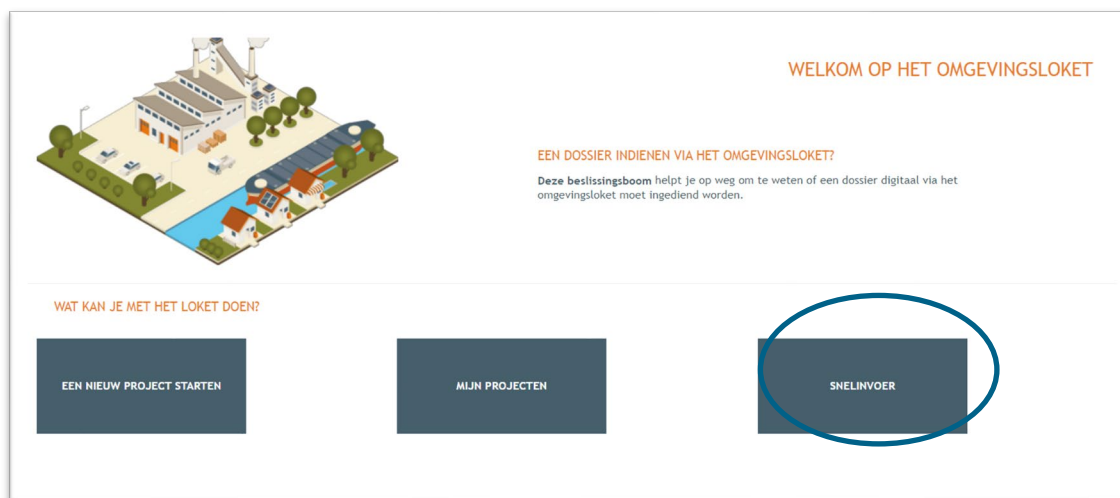 WELKOM OP HET OMGEVINGSLOKET
EEN DOSSIER INDIENEN VIA HET OMGEVINGSLOKET?
Deze beslissingsboom helpt je op weg om te weten of een dossier digitaal via het
omgevingsloket moet ingediend worden.
WAT KAN JE MET HET LOKET DOEN?
EEN NIEUW PROJECT STARTEN
MIJN PROJECTEN
SNELINVOER